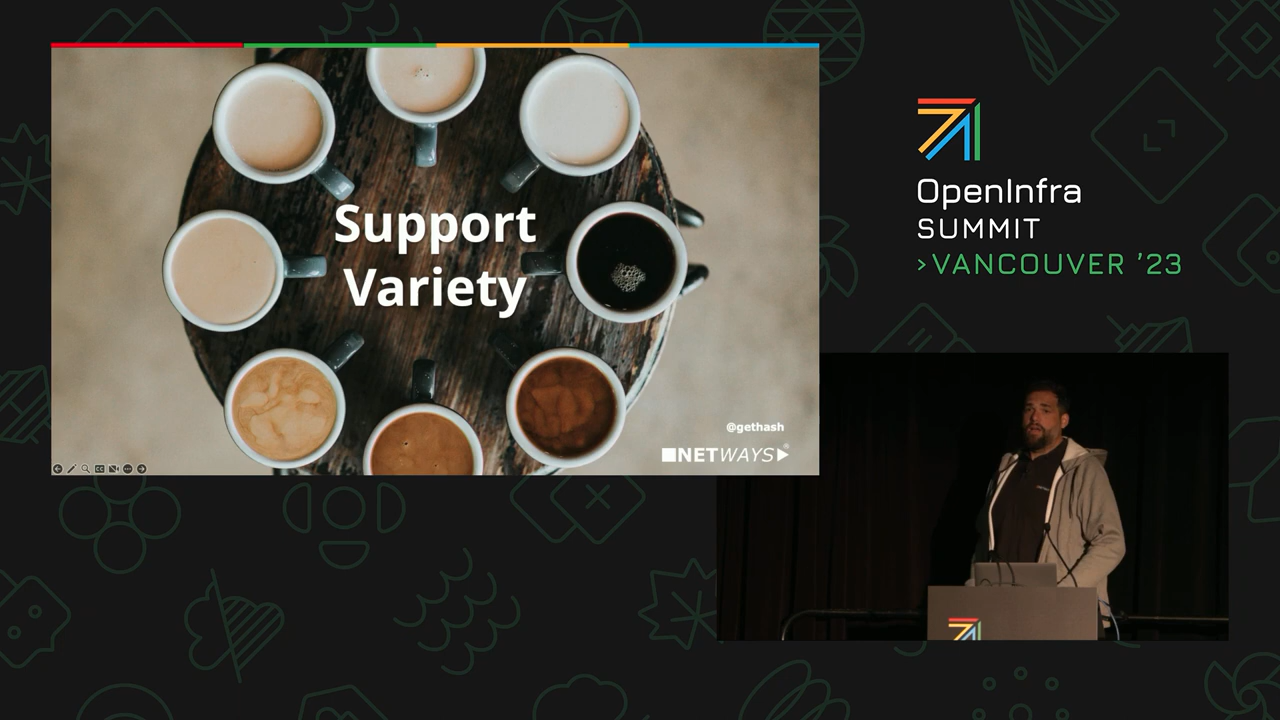 Support
Variety
@gethash
NETWAYS®
OpenInfra
SUMMIT
>VANCOUVER ’23